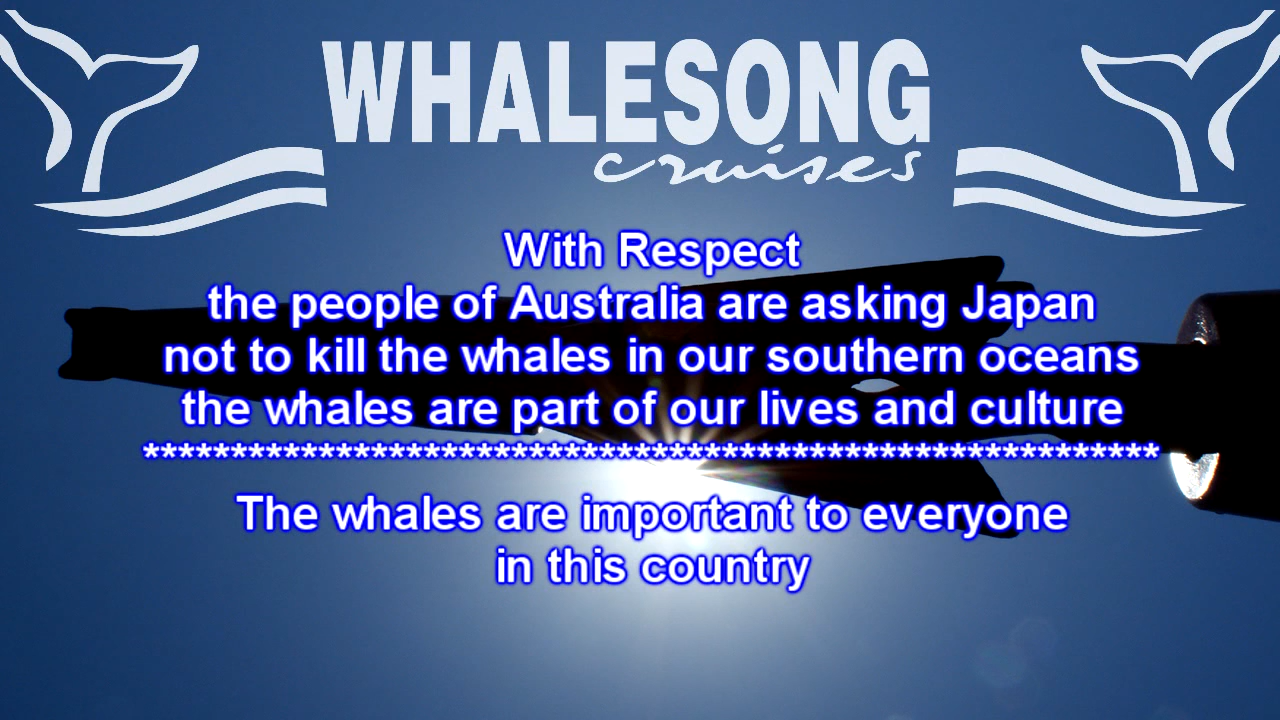 WHALESONG
cruises
With Respect
the people of Australia are asking Japan
not to kill the whales in our southern oceans
the whales are part of our lives and culture
**********************************************************
The whales are important to everyone
in this country